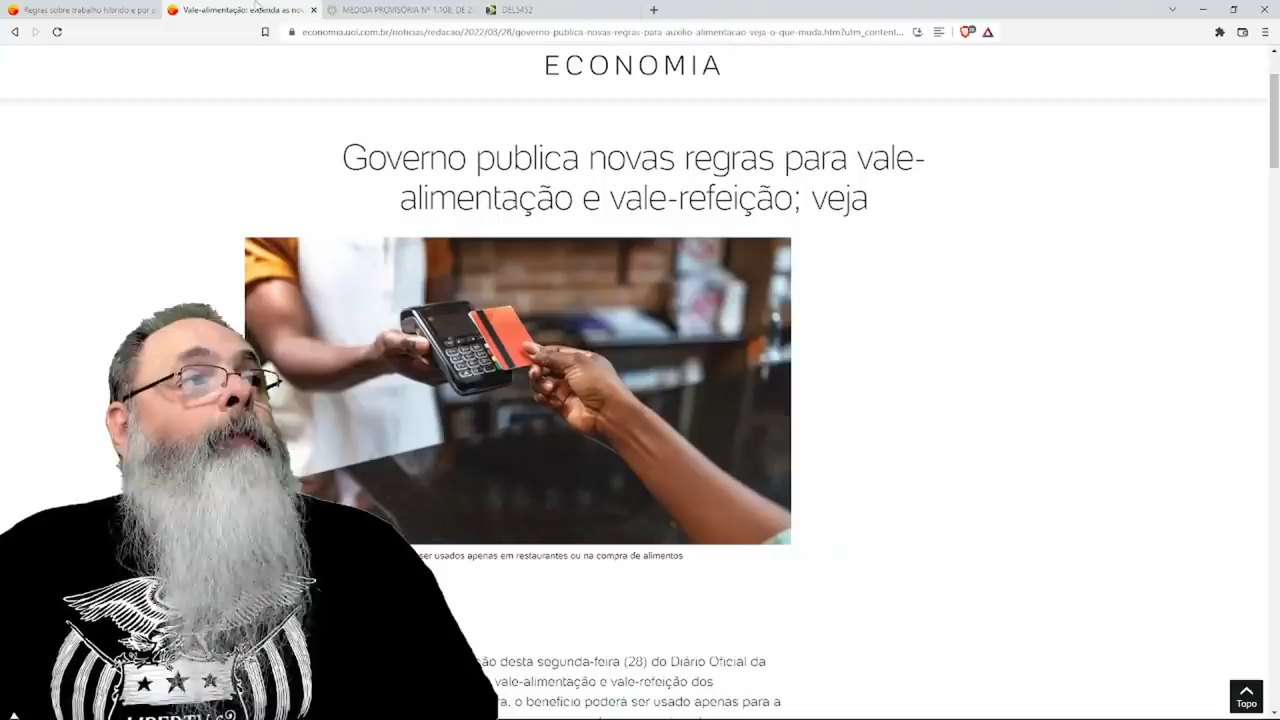 Regras sobre trabalho híbrido e por p
Vale-alimentação: entenda as nov
MEDIDA PROVISÓRIA Nº 1.108, DE 2
DEL5452
economia.uol.com.br/noticias/redacao/2022/03/28/governo-publica-novas-regras-para-auxilio-alimentacao-veja-o-que-muda.htm?utm_content...
ECONOMIA
Governo publica novas regras para vale-
alimentação e vale-refeição; veja
ser usados apenas em restaurantes ou na compra de alimentos
ão desta segunda-feira (28) do Diário Oficial da
vale-alimentação e vale-refeição dos
ra, o benefício poderá ser usado apenas para a
Topo